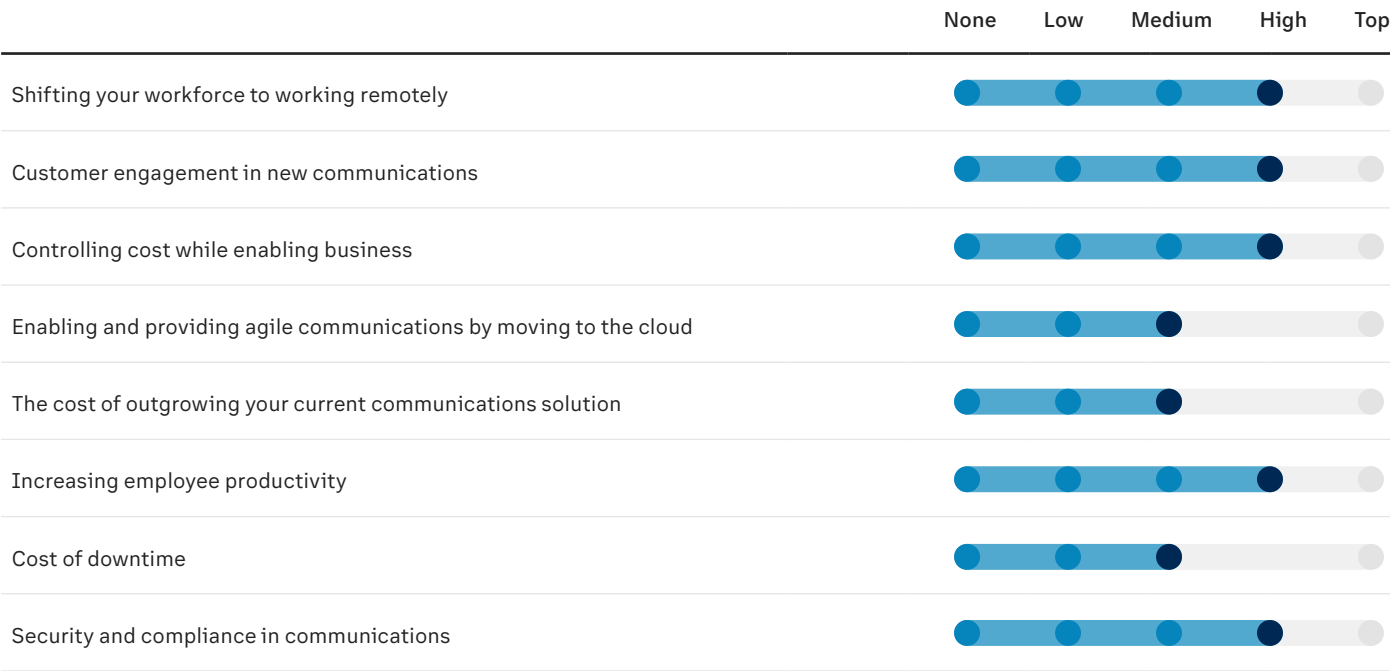 None Low Medium High Top
Shifting your workforce to working remotely
Customer engagement in new communications
Controlling cost while enabling business
Enabling and providing agile communications by moving to the cloud
The cost of outgrowing your current communications solution
Increasing employee productivity
Cost of downtime
Security and compliance in communications